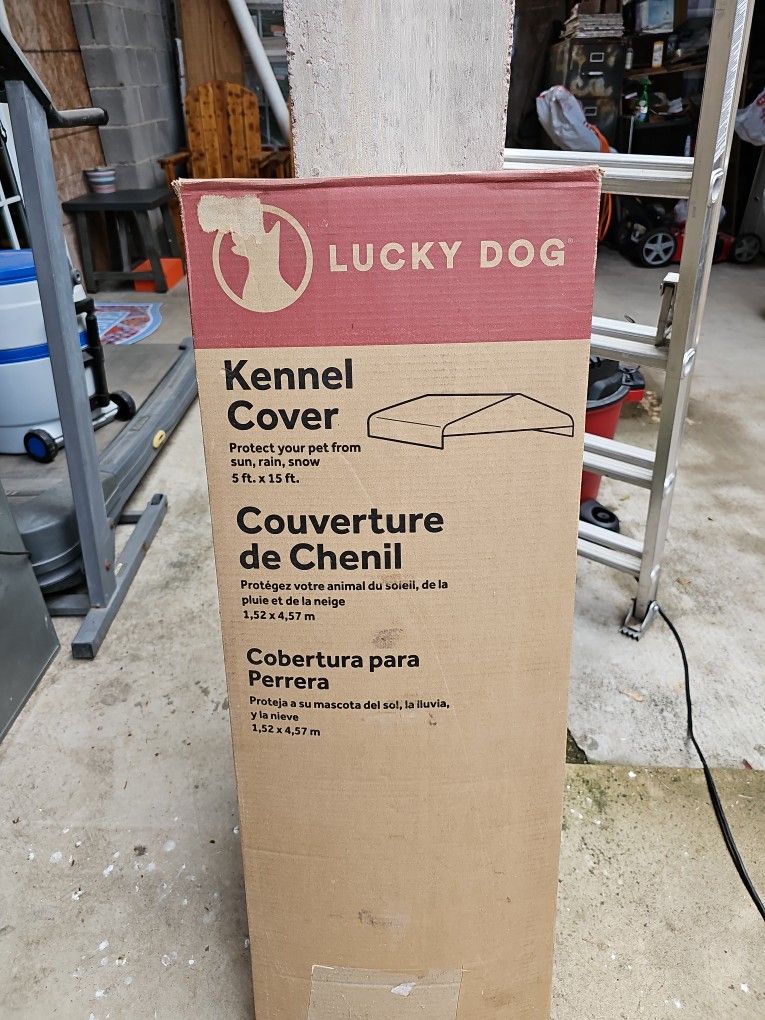 LUCKY DOG
Kennel
Cover
Protect your pet from
sun, rain, snow
5 ft. x 15 ft.
Couverture
de Chenil
Protégez votre animal du soleil, de la
pluie et de la neige
1,52 x 4,57 m
Cobertura para
Perrera
Proteja a su mascota del sol, la lluvia,
y la nieve
1,52 x 4,57 m